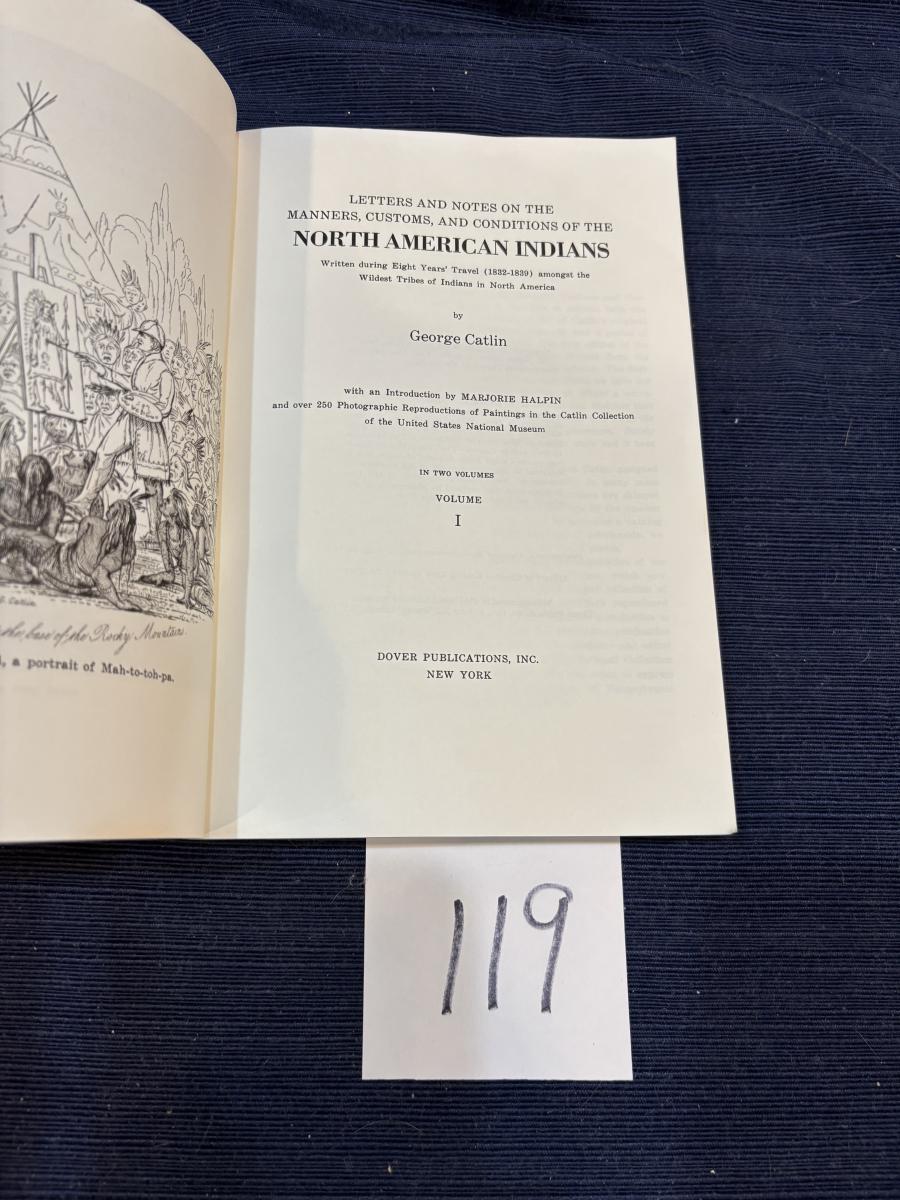 LETTERS AND NOTES ON THE
MANNERS, CUSTOMS, AND CONDITIONS OF THE
NORTH AMERICAN INDIANS
Written during Eight Years' Travel (1832-1839) amongst the
Wildest Tribes of Indians in North America
by
George Catlin
with an Introduction by MARJORIE HALPIN
and over 250 Photographic Reproductions of Paintings in the Catlin Collection
of the United States National Museum
IN TWO VOLUMES
VOLUME
I
DOVER PUBLICATIONS, INC.
NEW YORK
Catlin
the base of the Rocky Mountains.
a portrait of Mah-to-toh-pa.
119